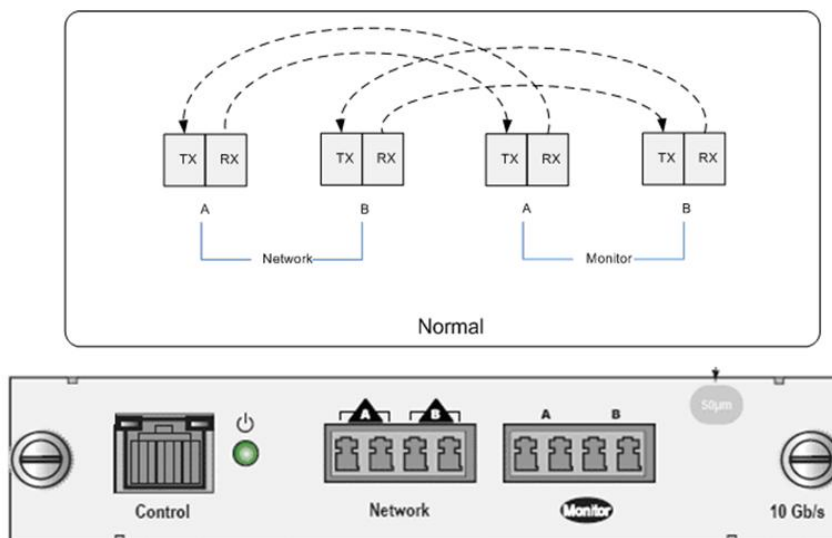 TX RX TX RX TX RX TX RX
A B A B
Network Monitor
Normal
50µm
A B A B
Control Network Monitor 10 Gb/s